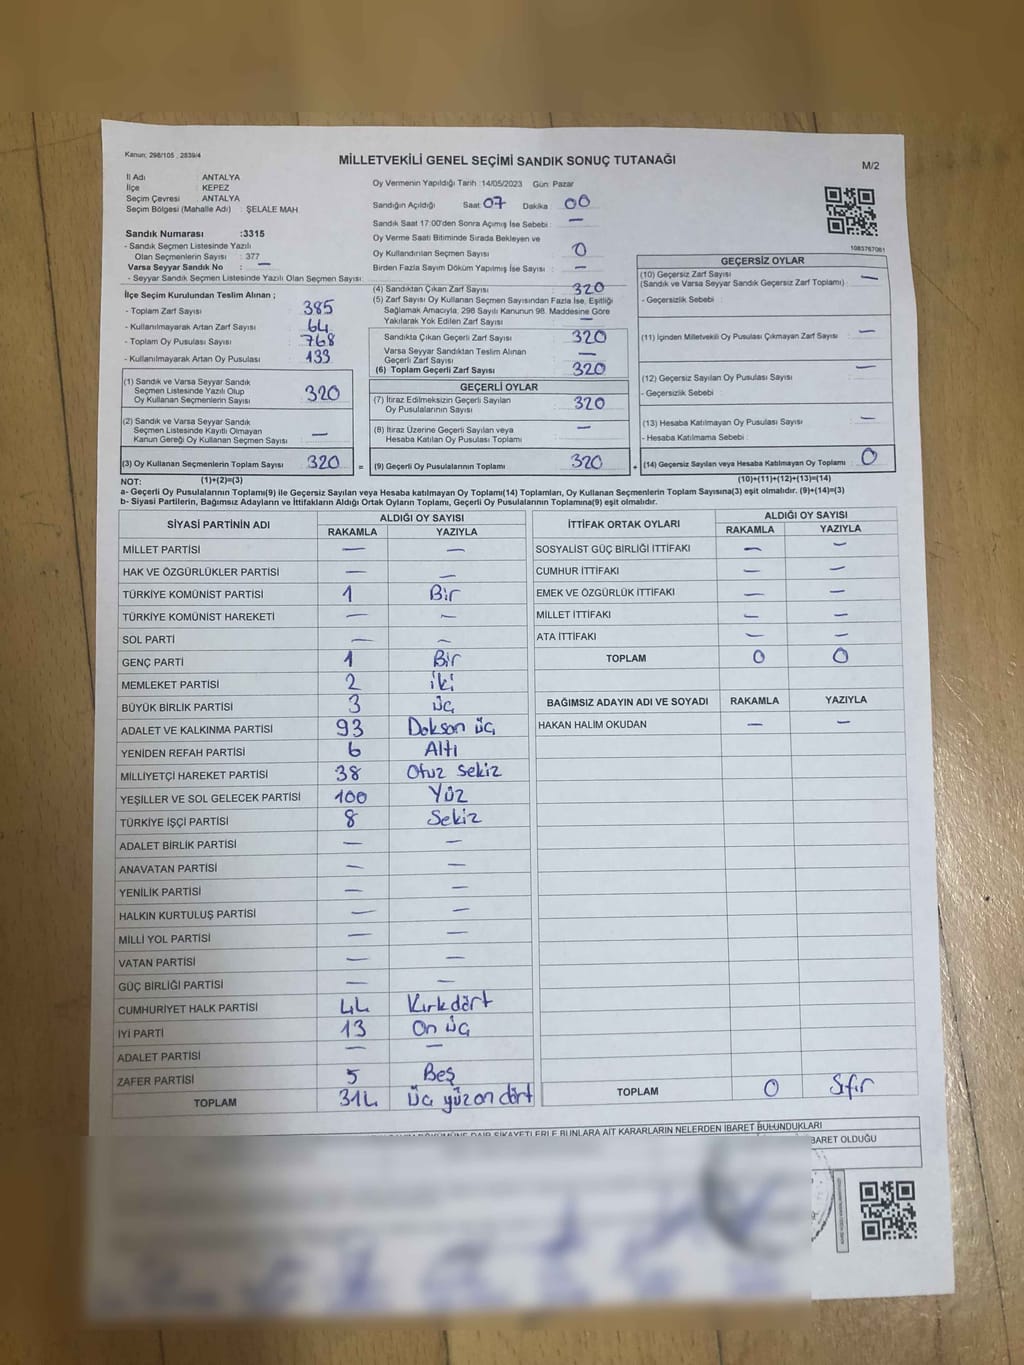 Kanun; 298/105 , 2839/4
MİLLETVEKİLİ GENEL SEÇİMİ SANDIK SONUÇ TUTANAĞI
M/2
İl Adı ANTALYA
İlçe : KEPEZ
Seçim Çevresi : ANTALYA
Seçim Bölgesi (Mahalle Adı) : ŞELALE MAH
Sandık Numarası :3315
- Sandık Seçmen Listesinde Yazılı
Olan Seçmenlerin Sayısı : 377
Varsa Seyyar Sandık No : —
- Seyyar Sandık Seçmen Listesinde Yazılı Olan Seçmen Sayısı:
İlçe Seçim Kurulundan Teslim Alınan ;
- Toplam Zarf Sayısı : 385
- Kullanılmayarak Artan Zarf Sayısı : 64
- Toplam Oy Pusulası Sayısı : 768
- Kullanılmayarak Artan Oy Pusulası : 133
(1) Sandık ve Varsa Seyyar Sandık
Seçmen Listesinde Yazılı Olup
Oy Kullanan Seçmenlerin Sayısı : 320
(2) Sandık ve Varsa Seyyar Sandık
Seçmen Listesinde Kayıtlı Olmayan
Kanun Gereği Oy Kullanan Seçmen Sayısı : —
(3) Oy Kullanan Seçmenlerin Toplam Sayısı : 320 =
Oy Vermenin Yapıldığı Tarih :14/05/2023 Gün: Pazar
Sandığın Açıldığı Saat 07 Dakika 00
Sandık Saat 17:00'den Sonra Açmış İse Sebebi : —
Oy Verme Saati Bitiminde Sırada Bekleyen ve
Oy Kullandırılan Seçmen Sayısı : 0
Birden Fazla Sayım Döküm Yapılmış İse Sayısı : —
(4) Sandıktan Çıkan Zarf Sayısı : 320
(5) Zarf Sayısı Oy Kullanan Seçmen Sayısından Fazla İse, Eşitliği
Sağlamak Amacıyla; 298 Sayılı Kanunun 98. Maddesine Göre
Yakılarak Yok Edilen Zarf Sayısı : —
Sandıkta Çıkan Geçerli Zarf Sayısı : 320
Varsa Seyyar Sandıktan Teslim Alınan
Geçerli Zarf Sayısı : —
(6) Toplam Geçerli Zarf Sayısı : 320
GEÇERLİ OYLAR
(7) İtiraz Edilmeksizin Geçerli Sayılan
Oy Pusulalarının Sayısı : 320
(8) İtiraz Üzerine Geçerli Sayılan veya
Hesaba Katılan Oy Pusulası Toplamı : —
(9) Geçerli Oy Pusulalarının Toplamı : 320 +
1083767061
GEÇERSİZ OYLAR
(10) Geçersiz Zarf Sayısı : —
(Sandık ve Varsa Seyyar Sandık Geçersiz Zarf Toplamı)
- Geçersizlik Sebebi :
(11) İçinden Milletvekili Oy Pusulası Çıkmayan Zarf Sayısı : —
(12) Geçersiz Sayılan Oy Pusulası Sayısı : —
- Geçersizlik Sebebi :
(13) Hesaba Katılmayan Oy Pusulası Sayısı : —
- Hesaba Katılmama Sebebi :
(14) Geçersiz Sayılan veya Hesaba Katılmayan Oy Toplamı : 0
NOT: (1)+(2)=(3) (10)+(11)+(12)+(13)=(14)
a- Geçerli Oy Pusulalarının Toplamı(9) ile Geçersiz Sayılan veya Hesaba katılmayan Oy Toplamı(14) Toplamları, Oy Kullanan Seçmenlerin Toplam Sayısına(3) eşit olmalıdır. (9)+(14)=(3)
b- Siyasi Partilerin, Bağımsız Adayların ve İttifakların Aldığı Ortak Oyların Toplamı, Geçerli Oy Pusulalarının Toplamına(9) eşit olmalıdır.
SİYASİ PARTİNİN ADI ALDIĞI OY SAYISI
RAKAMLA YAZIYLA
MİLLET PARTİSİ — —
HAK VE ÖZGÜRLÜKLER PARTİSİ — —
TÜRKİYE KOMÜNİST PARTİSİ 1 Bir
TÜRKİYE KOMÜNİST HAREKETİ — —
SOL PARTİ — —
GENÇ PARTİ 1 Bir
MEMLEKET PARTİSİ 2 iki
BÜYÜK BİRLİK PARTİSİ 3 üç
ADALET VE KALKINMA PARTİSİ 93 Doksan üç
YENİDEN REFAH PARTİSİ 6 Altı
MİLLİYETÇİ HAREKET PARTİSİ 38 Otuz sekiz
YEŞİLLER VE SOL GELECEK PARTİSİ 100 Yüz
TÜRKİYE İŞÇİ PARTİSİ 8 Sekiz
ADALET BİRLİK PARTİSİ — —
ANAVATAN PARTİSİ — —
YENİLİK PARTİSİ — —
HALKIN KURTULUŞ PARTİSİ — —
MİLLİ YOL PARTİSİ — —
VATAN PARTİSİ — —
GÜÇ BİRLİĞİ PARTİSİ — —
CUMHURİYET HALK PARTİSİ 44 Kırkdört
İYİ PARTİ 13 On üç
ADALET PARTİSİ — —
ZAFER PARTİSİ 5 Beş
TOPLAM 314 üç yüz on dört
İTTİFAK ORTAK OYLARI ALDIĞI OY SAYISI
RAKAMLA YAZIYLA
SOSYALİST GÜÇ BİRLİĞİ İTTİFAKI — —
CUMHUR İTTİFAKI — —
EMEK VE ÖZGÜRLÜK İTTİFAKI — —
MİLLET İTTİFAKI — —
ATA İTTİFAKI — —
TOPLAM 0 0
BAĞIMSIZ ADAYIN ADI VE SOYADI RAKAMLA YAZIYLA
HAKAN HALİM OKUDAN — —
TOPLAM 0 Sıfır
DAİR ŞİKAYETLERLE BUNLARA AİT KARARLARIN NELERDEN İBARET BULUNDUKLARI
BARET OLDUĞU